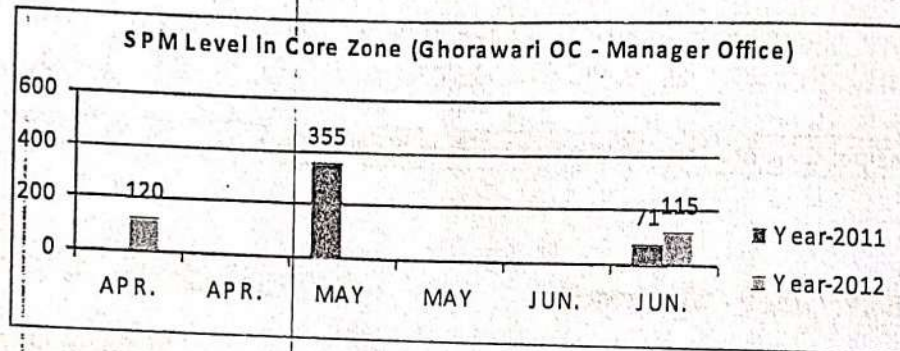 SPM Level in Core Zone (Ghorawari OC - Manager Office)
600
400
200
0
120
355
71
115
APR.
APR.
MAY
MAY
JUN.
JUN.
Year-2011
Year-2012